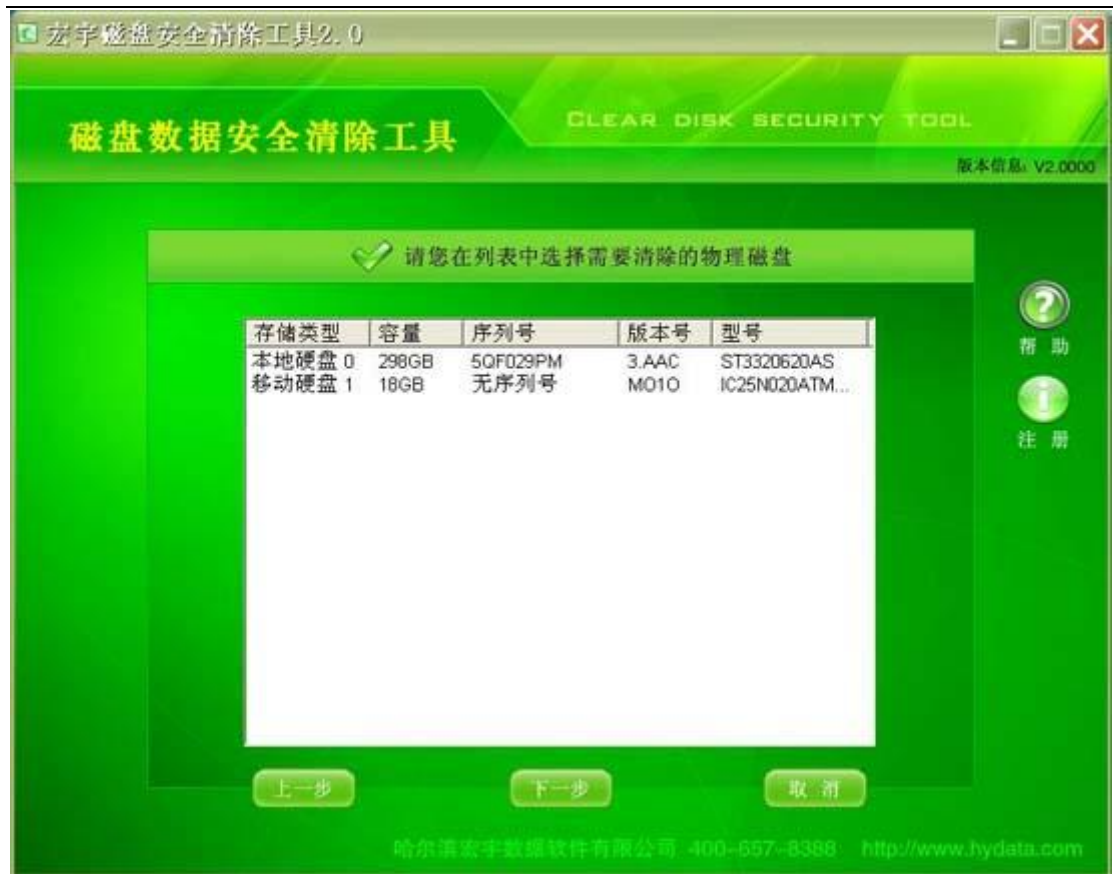 宏宇磁盘安全清除工具2.0
磁盘数据安全清除工具
CLEAR DISK SECURITY TOOL
版本信息: V2.0000
请您在列表中选择需要清除的物理磁盘
存储类型 容量 序列号 版本号 型号
本地硬盘 0 298GB 5QF029PM 3.AAC ST3320620AS
移动硬盘 1 18GB 无序列号 MO1O IC25N020ATM...
帮 助
注 册
上一步 下一步 取 消
哈尔滨宏宇数据软件有限公司 400-657-8388 http://www.hydata.com